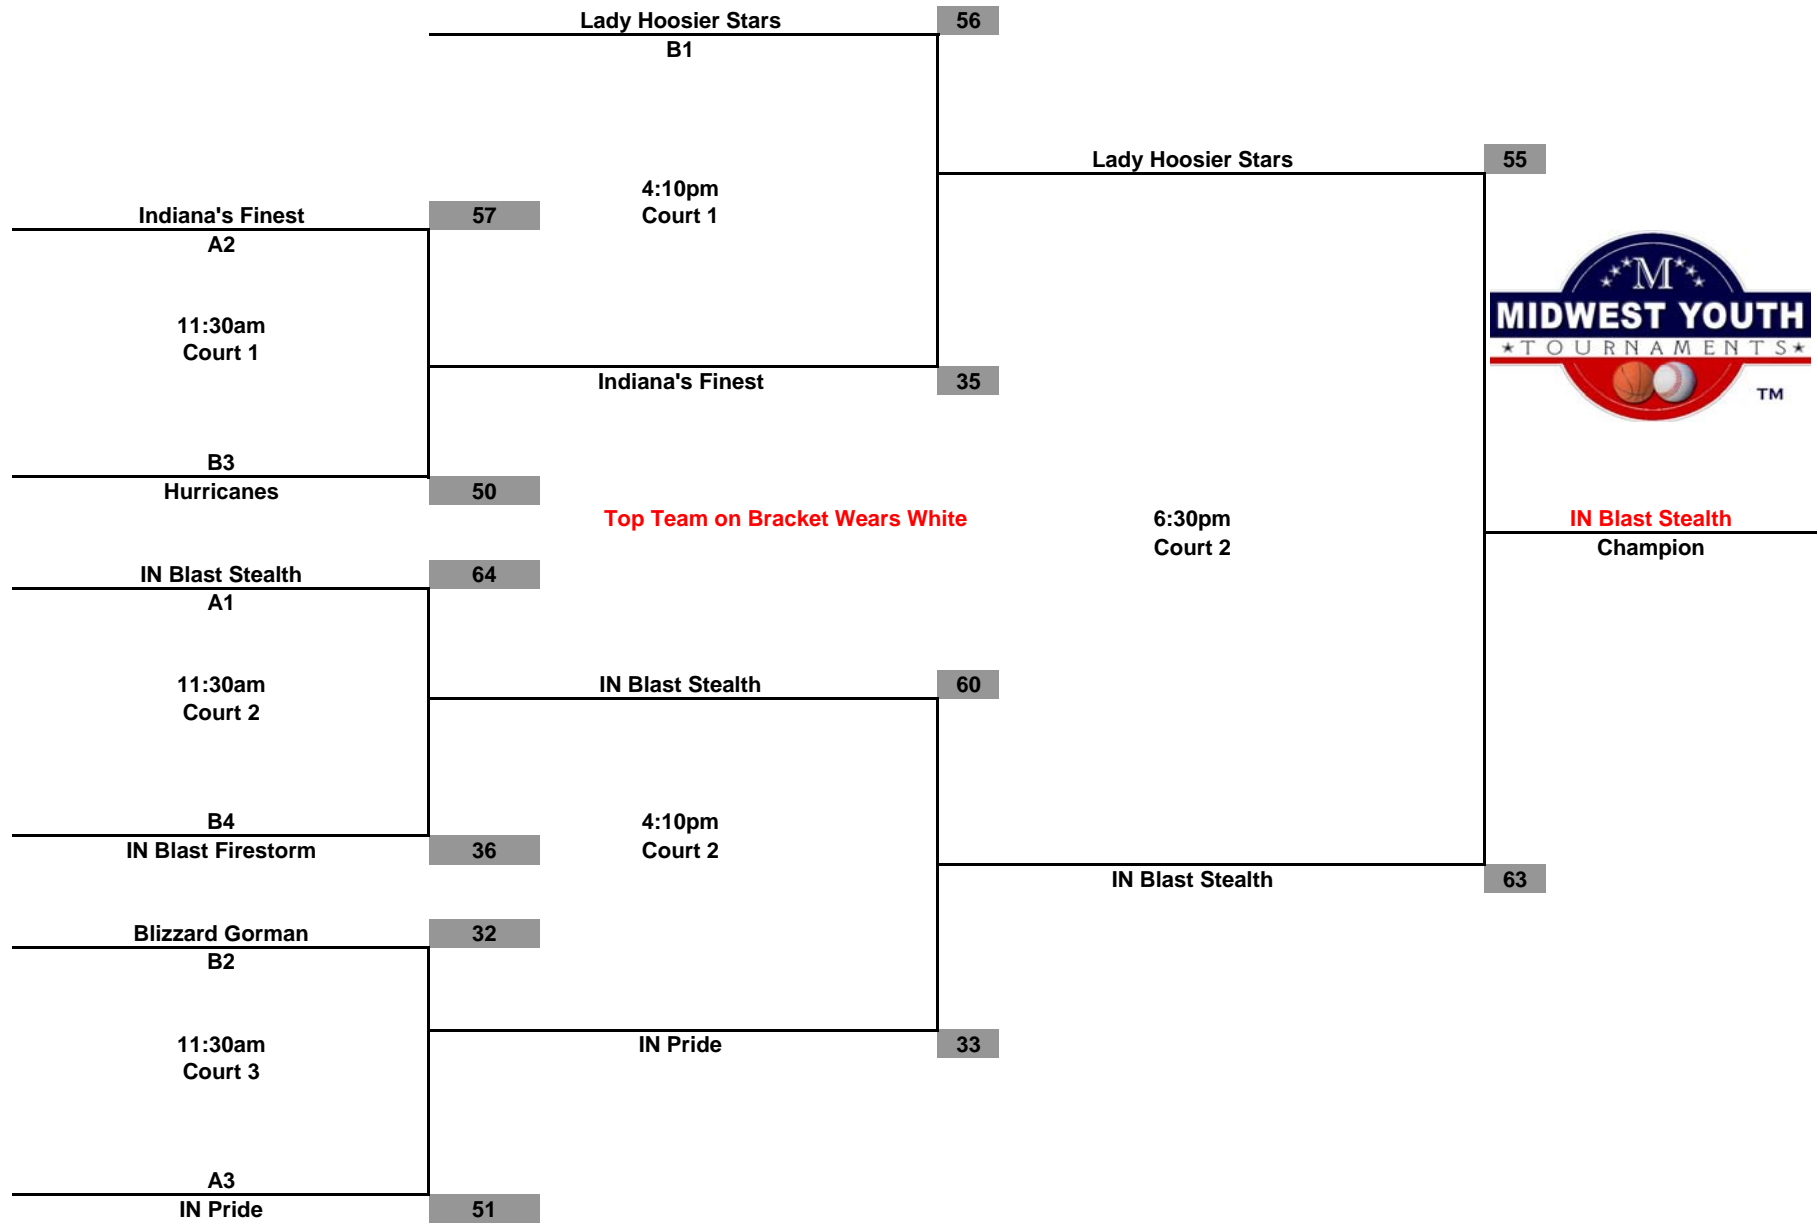 Lady Hoosier Stars 56
B1
Lady Hoosier Stars 55
4:10pm
Court 1
Indiana's Finest 57
A2
11:30am
Court 1
Indiana's Finest 35
B3
Hurricanes 50
M
MIDWEST YOUTH
TOURNAMENTS
TM
Top Team on Bracket Wears White
6:30pm
Court 2
IN Blast Stealth
Champion
IN Blast Stealth 64
A1
11:30am
Court 2
IN Blast Stealth 60
B4
IN Blast Firestorm 36
4:10pm
Court 2
IN Blast Stealth 63
Blizzard Gorman 32
B2
11:30am
Court 3
IN Pride 33
A3
IN Pride 51